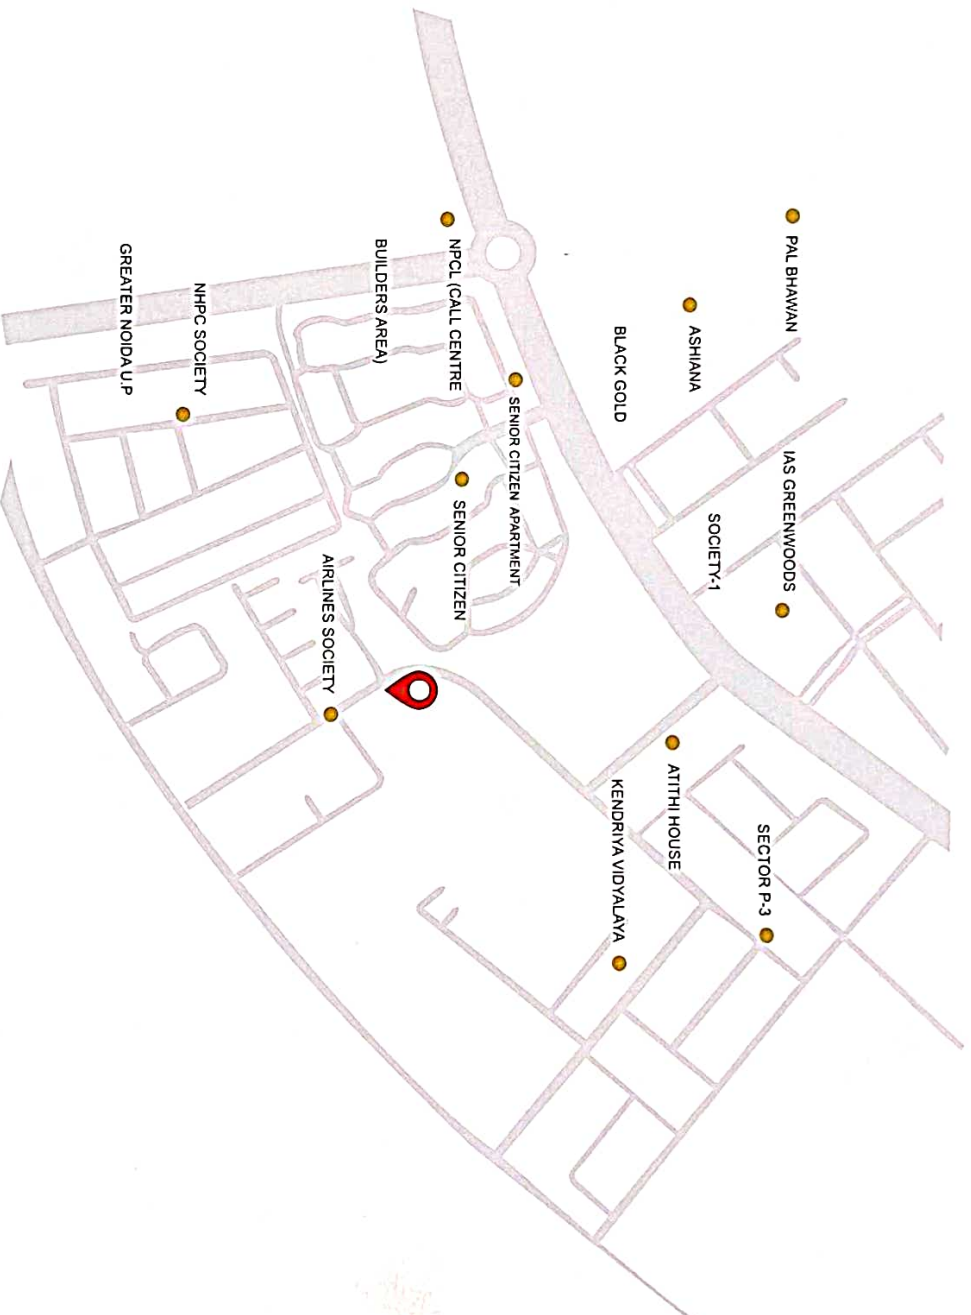 PAL BHAWAN
IAS GREENWOODS
SECTOR P-3
ASHIANA
SOCIETY-1
ATITHI HOUSE
BLACK GOLD
KENDRIYA VIDYALAYA
SENIOR CITIZEN APARTMENT
NPCL (CALL CENTRE
BUILDERS AREA)
SENIOR CITIZEN
AIRLINES SOCIETY
NHPC SOCIETY
GREATER NOIDA U.P